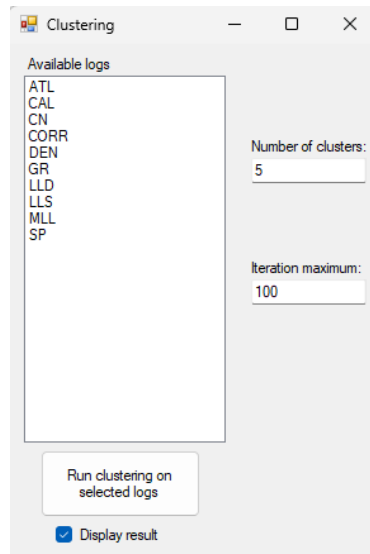 Clustering
Available logs
ATL
CAL
CN
CORR
DEN
GR
LLD
LLS
MLL
SP
Number of clusters:
5
Iteration maximum:
100
Run clustering on
selected logs
Display result